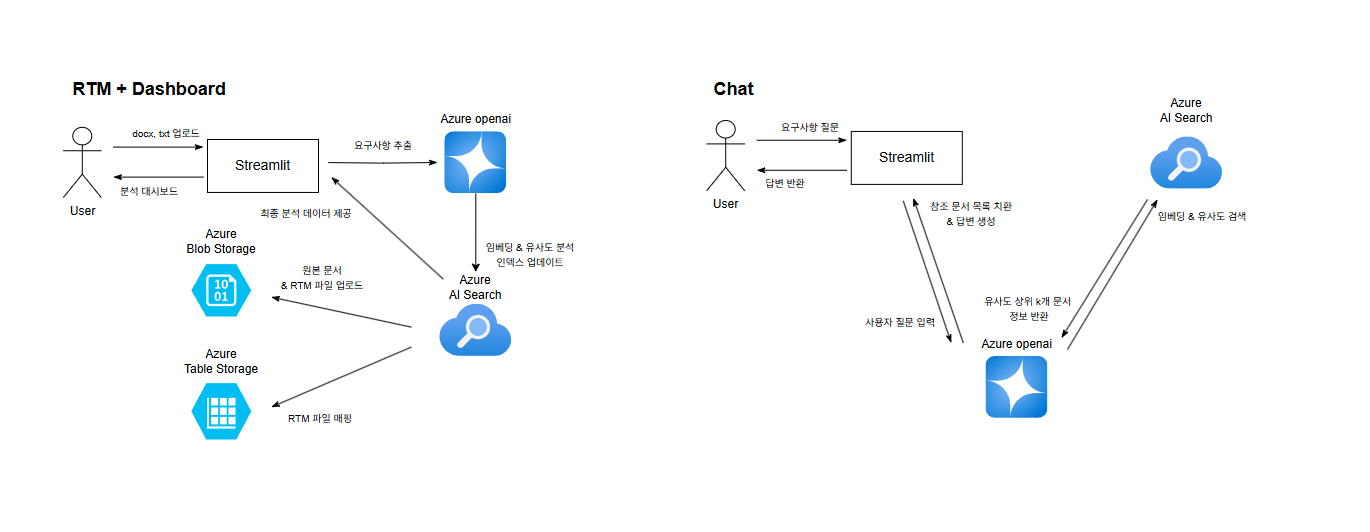 RTM + Dashboard
Azure openai
docx, txt 업로드
요구사항 추출
Streamlit
분석 대시보드
User
최종 분석 데이터 제공
Azure
Blob Storage
임베딩 & 유사도 분석
인덱스 업데이트
원본 문서
& RTM 파일 업로드
10
01
Azure
AI Search
Azure
Table Storage
RTM 파일 매핑
Chat
Azure
AI Search
요구사항 질문
Streamlit
답변 반환
User
참조 문서 목록 치환
& 답변 생성
임베딩 & 유사도 검색
유사도 상위 k개 문서
정보 반환
사용자 질문 입력
Azure openai